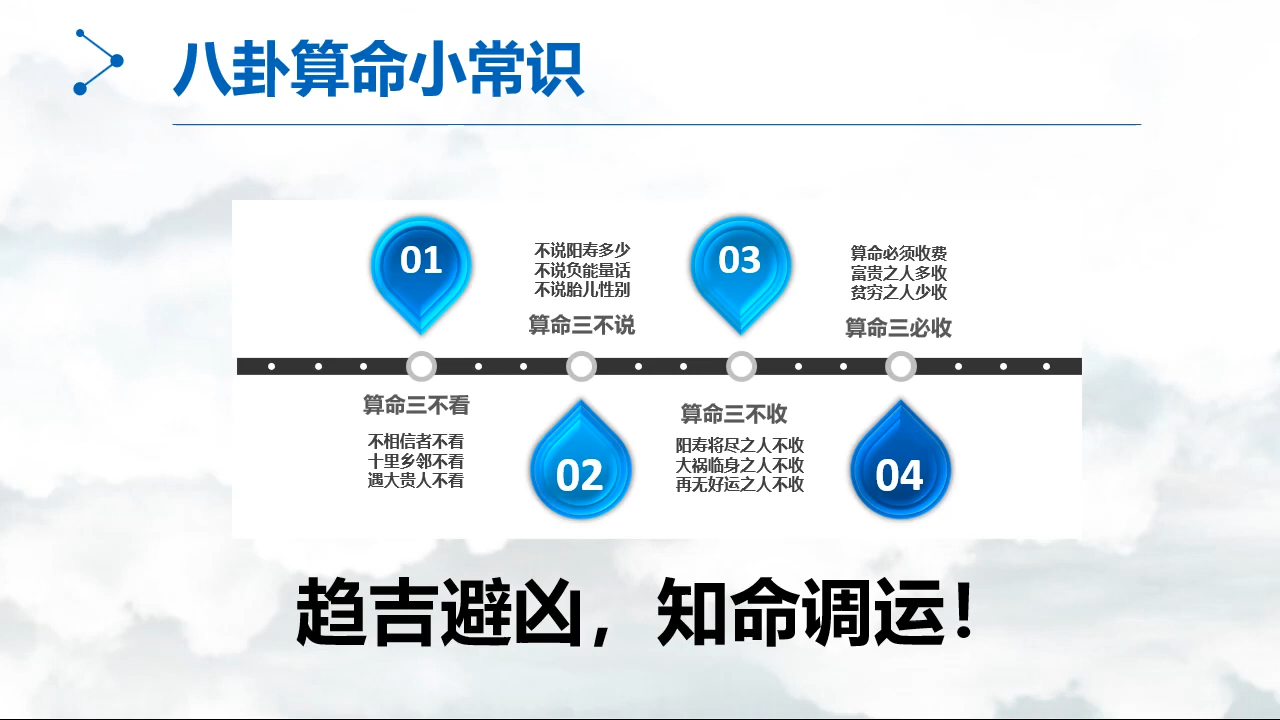 八卦算命小常识
01
算命三不看
不相信者不看
十里乡邻不看
遇大贵人不看
不说阳寿多少
不说负能量话
不说胎儿性别
算命三不说
02
03
算命三不收
阳寿将尽之人不收
大祸临身之人不收
再无好运之人不收
算命必须收费
富贵之人多收
贫穷之人少收
算命三必收
04
趋吉避凶，知命调运！